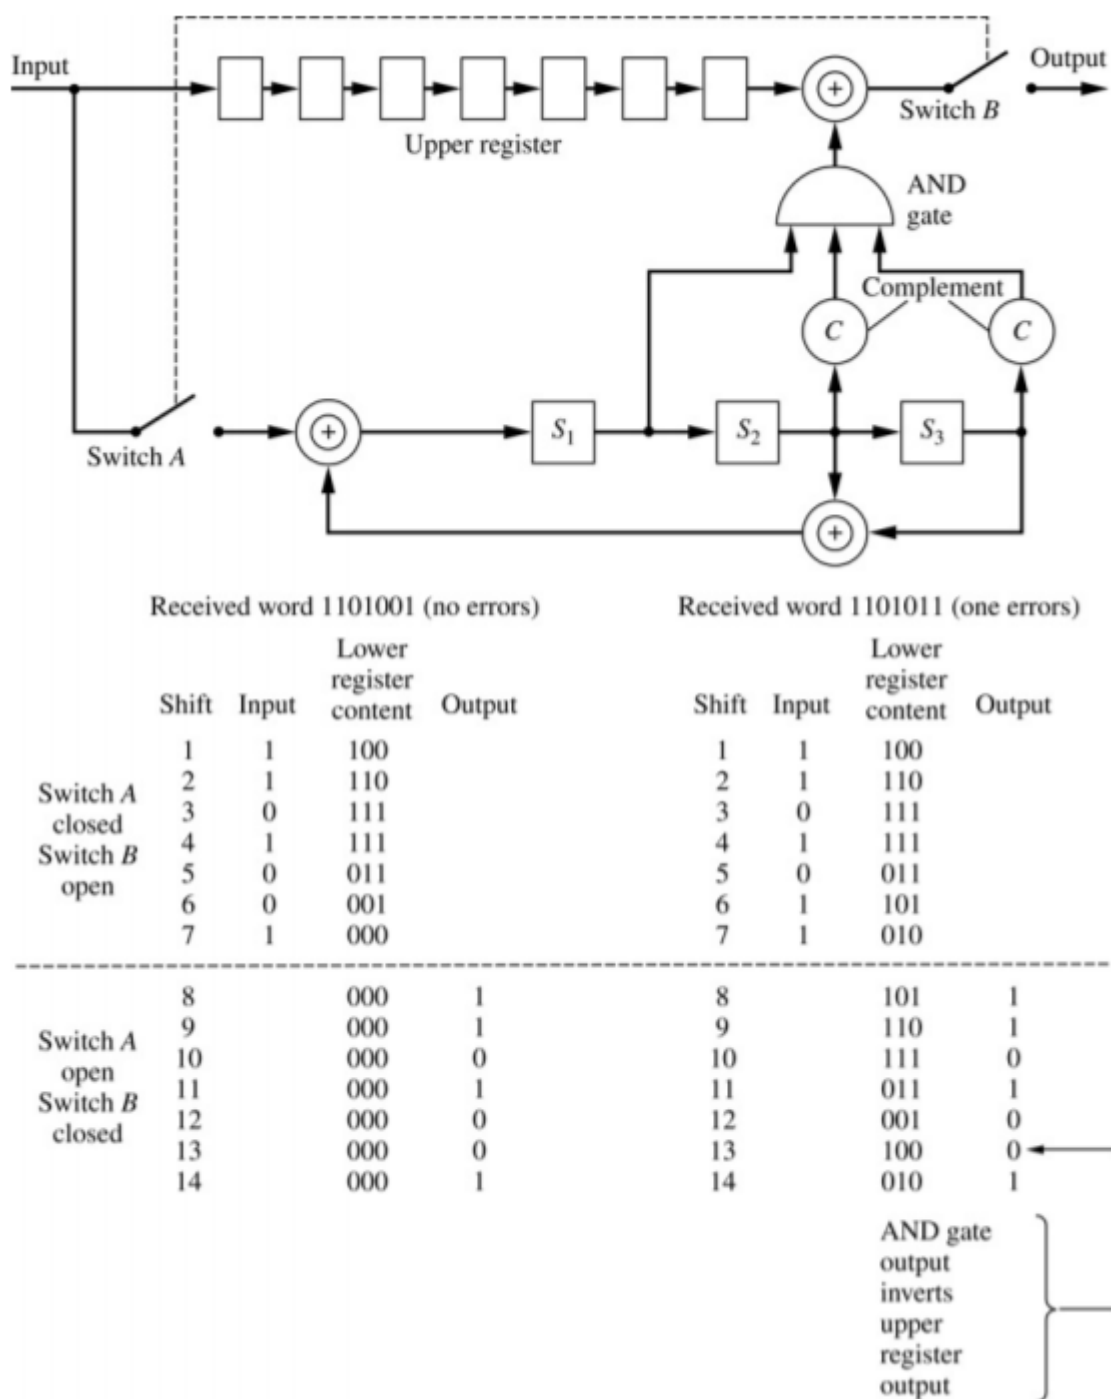 Input
Output
Switch B
Upper register
AND
gate
Complement
C
C
Switch A
S1
S2
S3
+
+
+
Received word 1101001 (no errors)
Lower
register
Shift Input content Output
1 1 100
2 1 110
Switch A
closed
Switch B
open
3 0 111
4 1 111
5 0 011
6 0 001
7 1 000
Received word 1101011 (one errors)
Lower
register
Shift Input content Output
1 1 100
2 1 110
3 0 111
4 1 111
5 0 011
6 1 101
7 1 010
Switch A
open
Switch B
closed
8 000 1
9 000 1
10 000 0
11 000 1
12 000 0
13 000 0
14 000 1
8 101 1
9 110 1
10 111 0
11 011 1
12 001 0
13 100 0
14 010 1
AND gate
output
inverts
upper
register
output